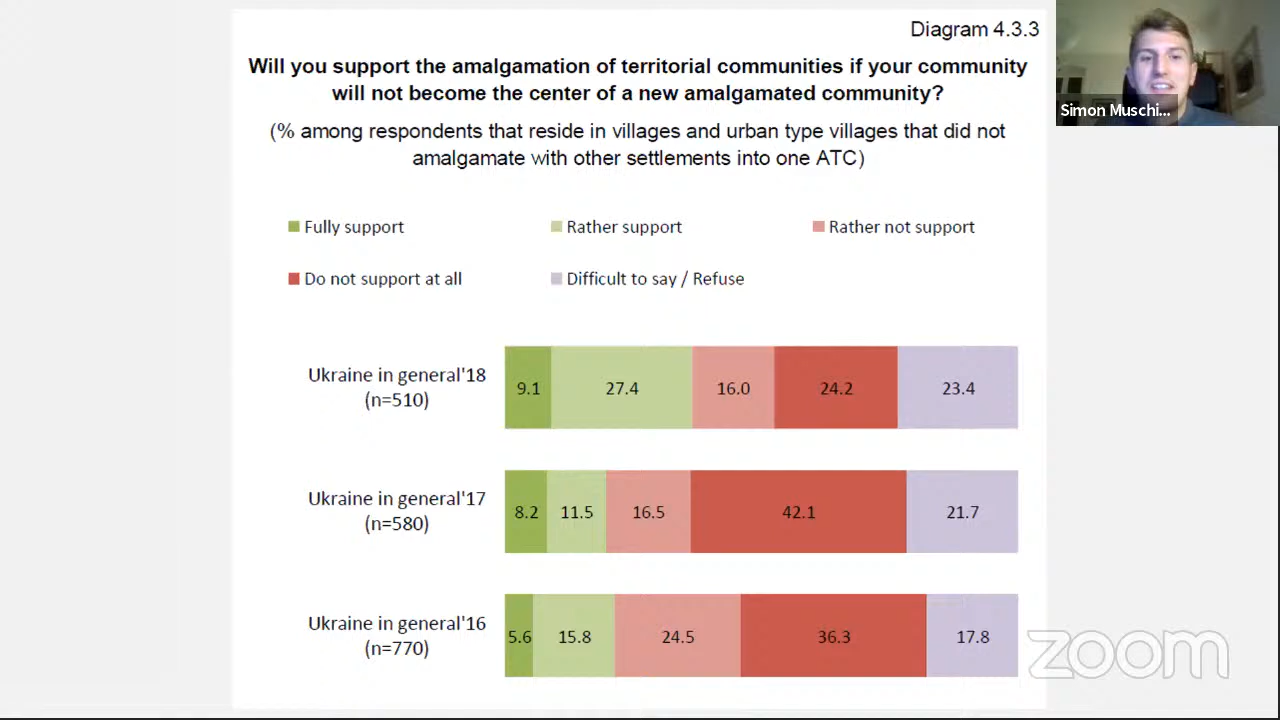 Diagram 4.3.3
Will you support the amalgamation of territorial communities if your community
will not become the center of a new amalgamated community?
(% among respondents that reside in villages and urban type villages that did not
amalgamate with other settlements into one ATC)
Fully support
Rather support
Rather not support
Do not support at all
Difficult to say / Refuse
Ukraine in general'18
(n=510)
9.1
27.4
16.0
24.2
23.4
Ukraine in general'17
(n=580)
8.2
11.5
16.5
42.1
21.7
Ukraine in general'16
(n=770)
5.6
15.8
24.5
36.3
17.8
Simon Muschi...
zoom